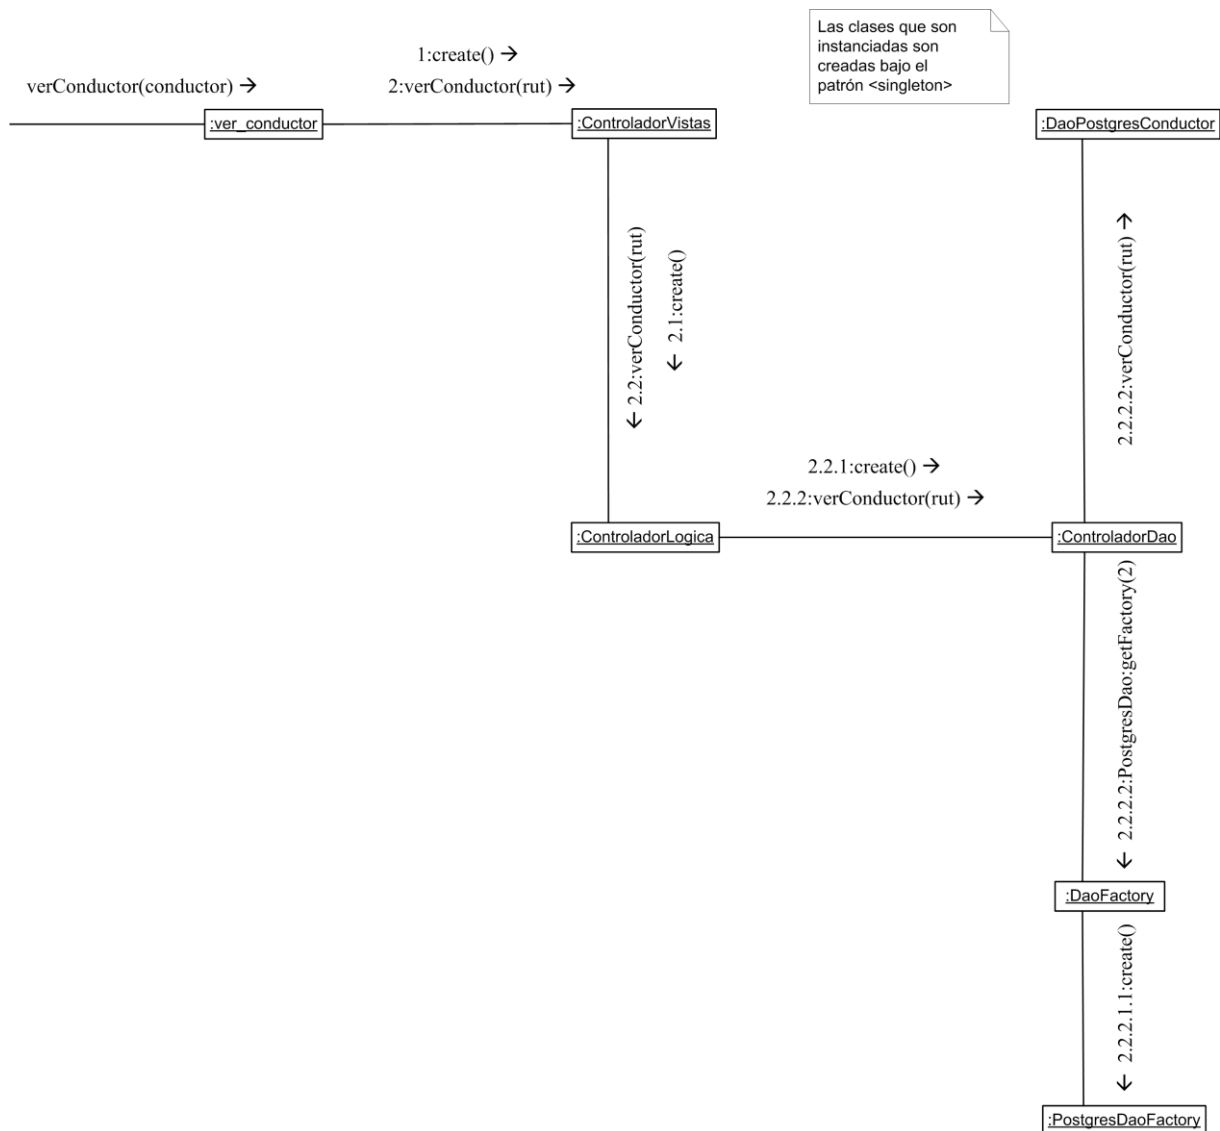 Las clases que son
instanciadas son
creadas bajo el
patrón <singleton>
1:create() →
verConductor(conductor) →
2:verConductor(rut) →
:ver_conductor
:ControladorVistas
:DaoPostgresConductor
← 2.2:verConductor(rut)
← 2.1:create()
2.2.2.2:verConductor(rut) →
2.2.1:create() →
2.2.2:verConductor(rut) →
:ControladorLogica
:ControladorDao
← 2.2.2.2:PostgresDao:getFactory(2)
:DaoFactory
← 2.2.2.1.1:create()
:PostgresDaoFactory